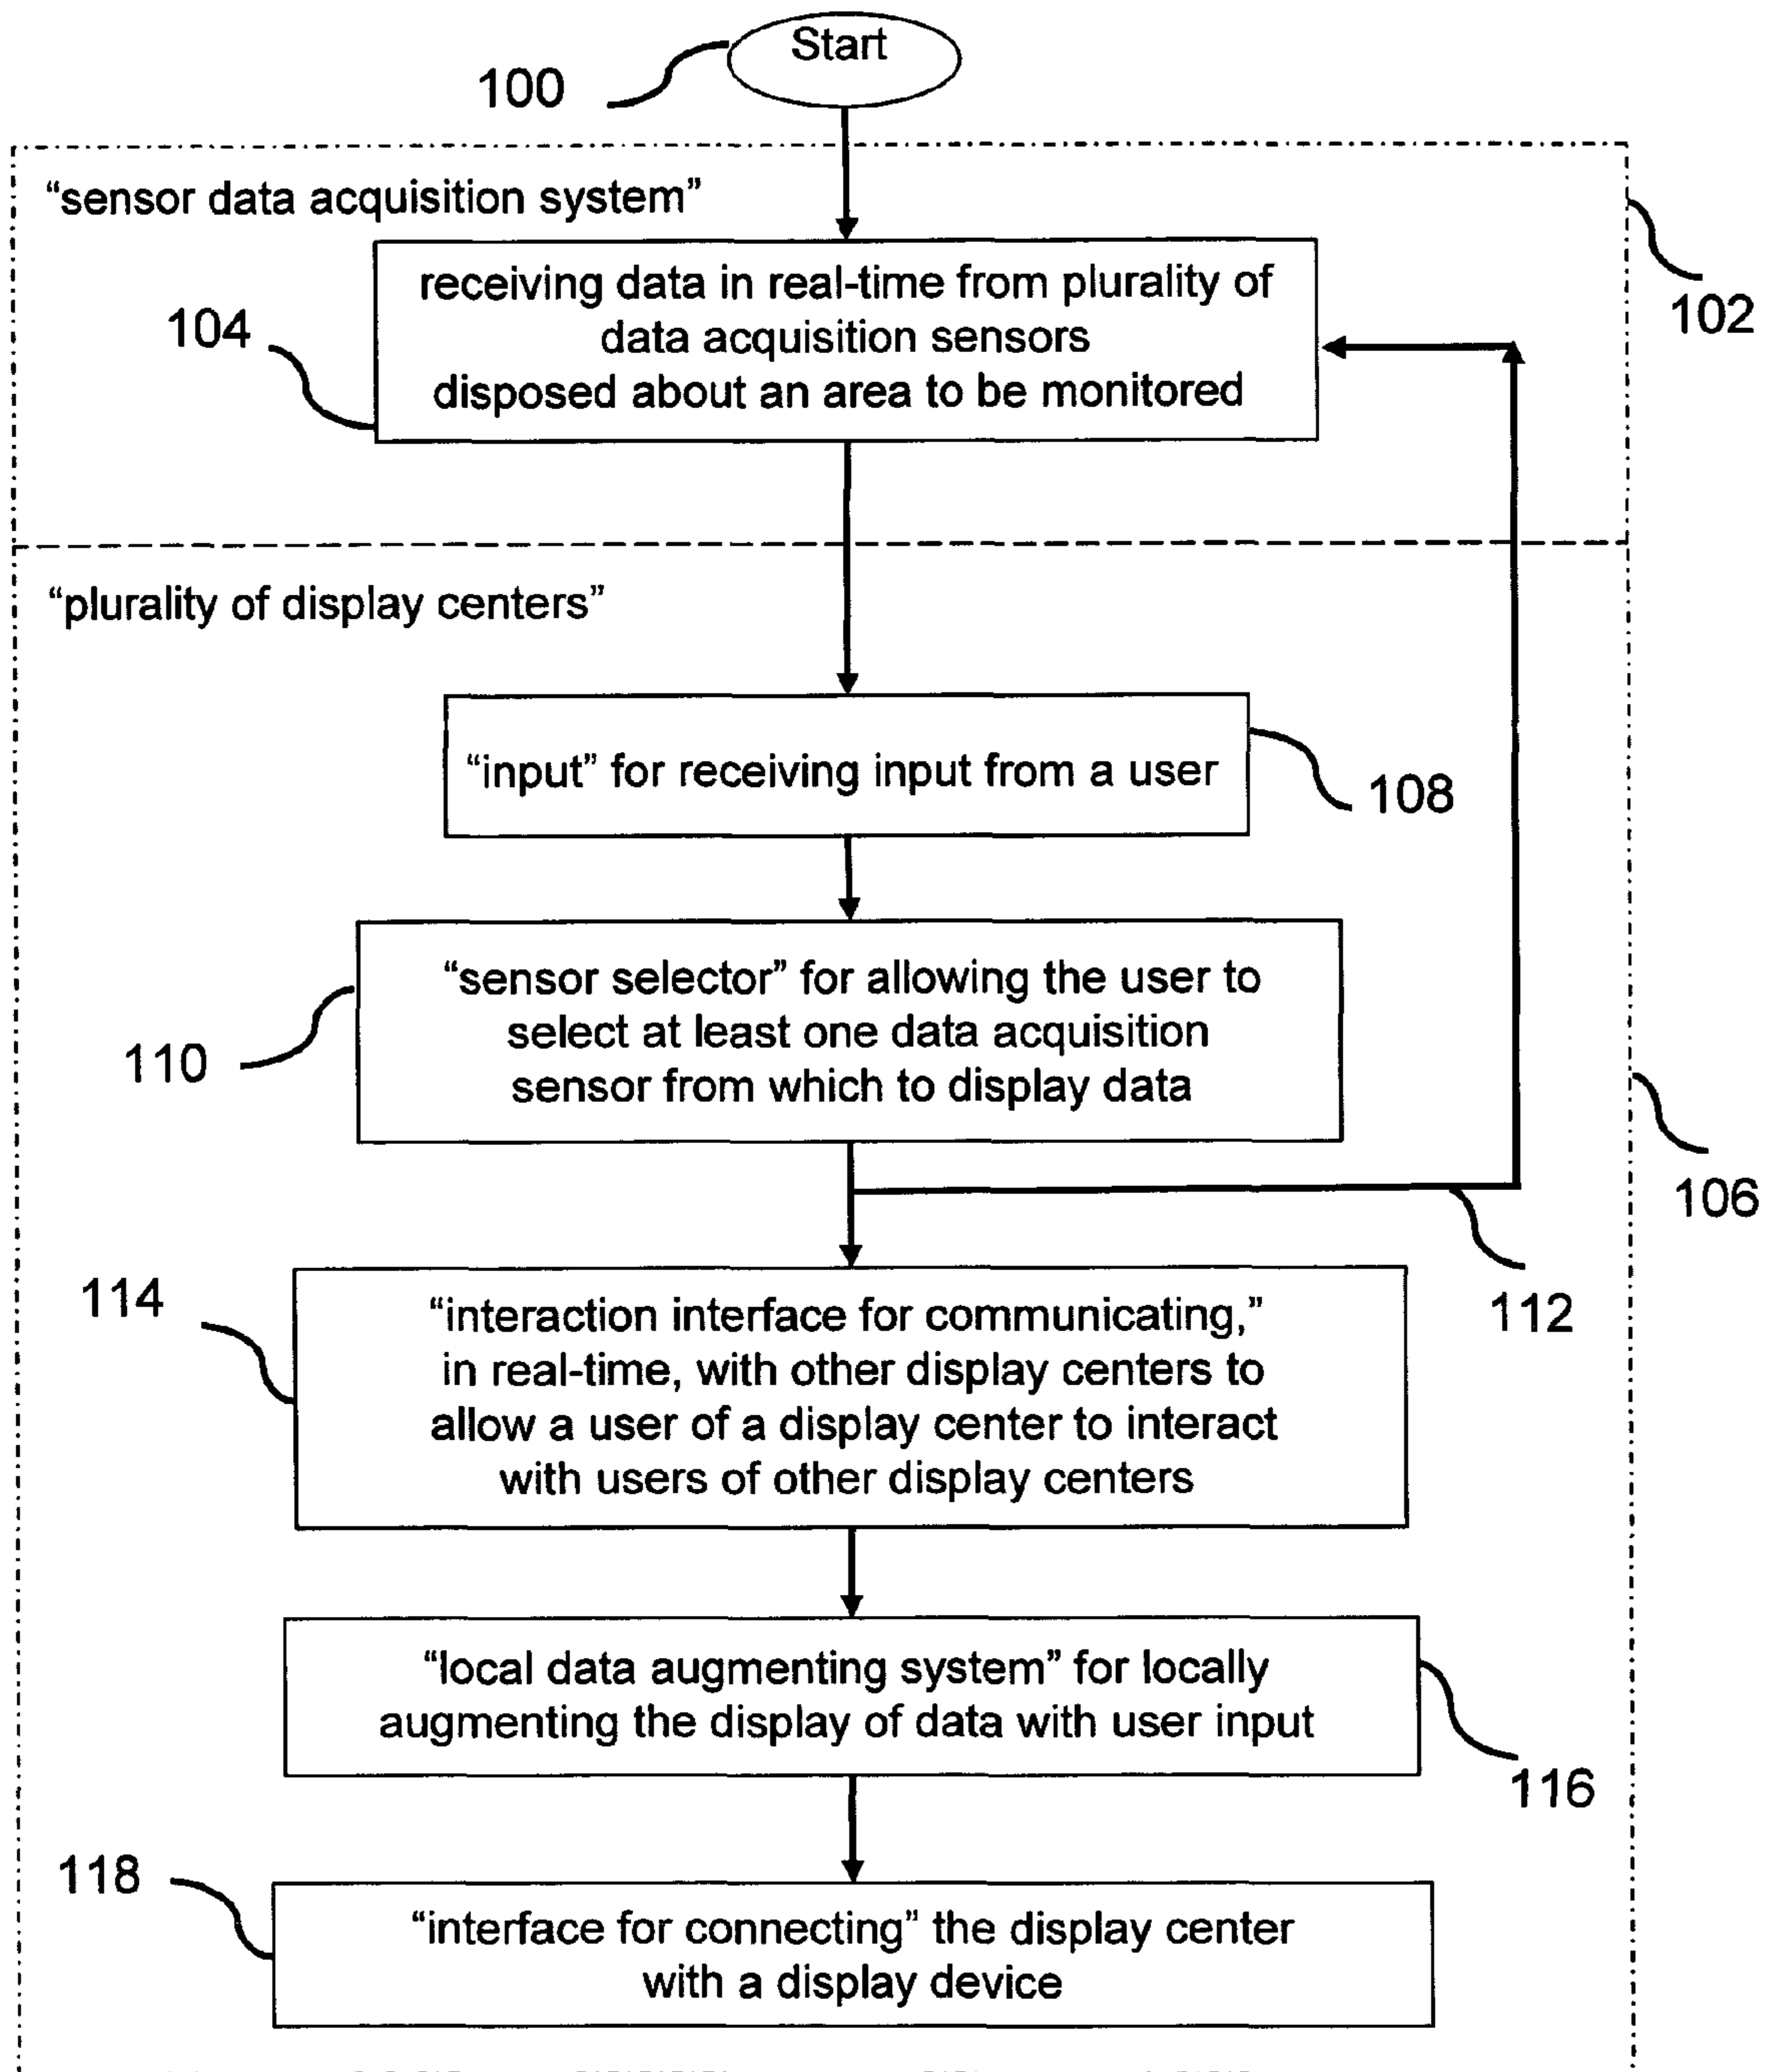 Start
100
“sensor data acquisition system”
102
receiving data in real-time from plurality of
data acquisition sensors
disposed about an area to be monitored
104
“plurality of display centers”
“input” for receiving input from a user
108
“sensor selector” for allowing the user to
select at least one data acquisition
sensor from which to display data
110
106
112
114
“interaction interface for communicating,”
in real-time, with other display centers to
allow a user of a display center to interact
with users of other display centers
“local data augmenting system” for locally
augmenting the display of data with user input
116
118
“interface for connecting” the display center
with a display device